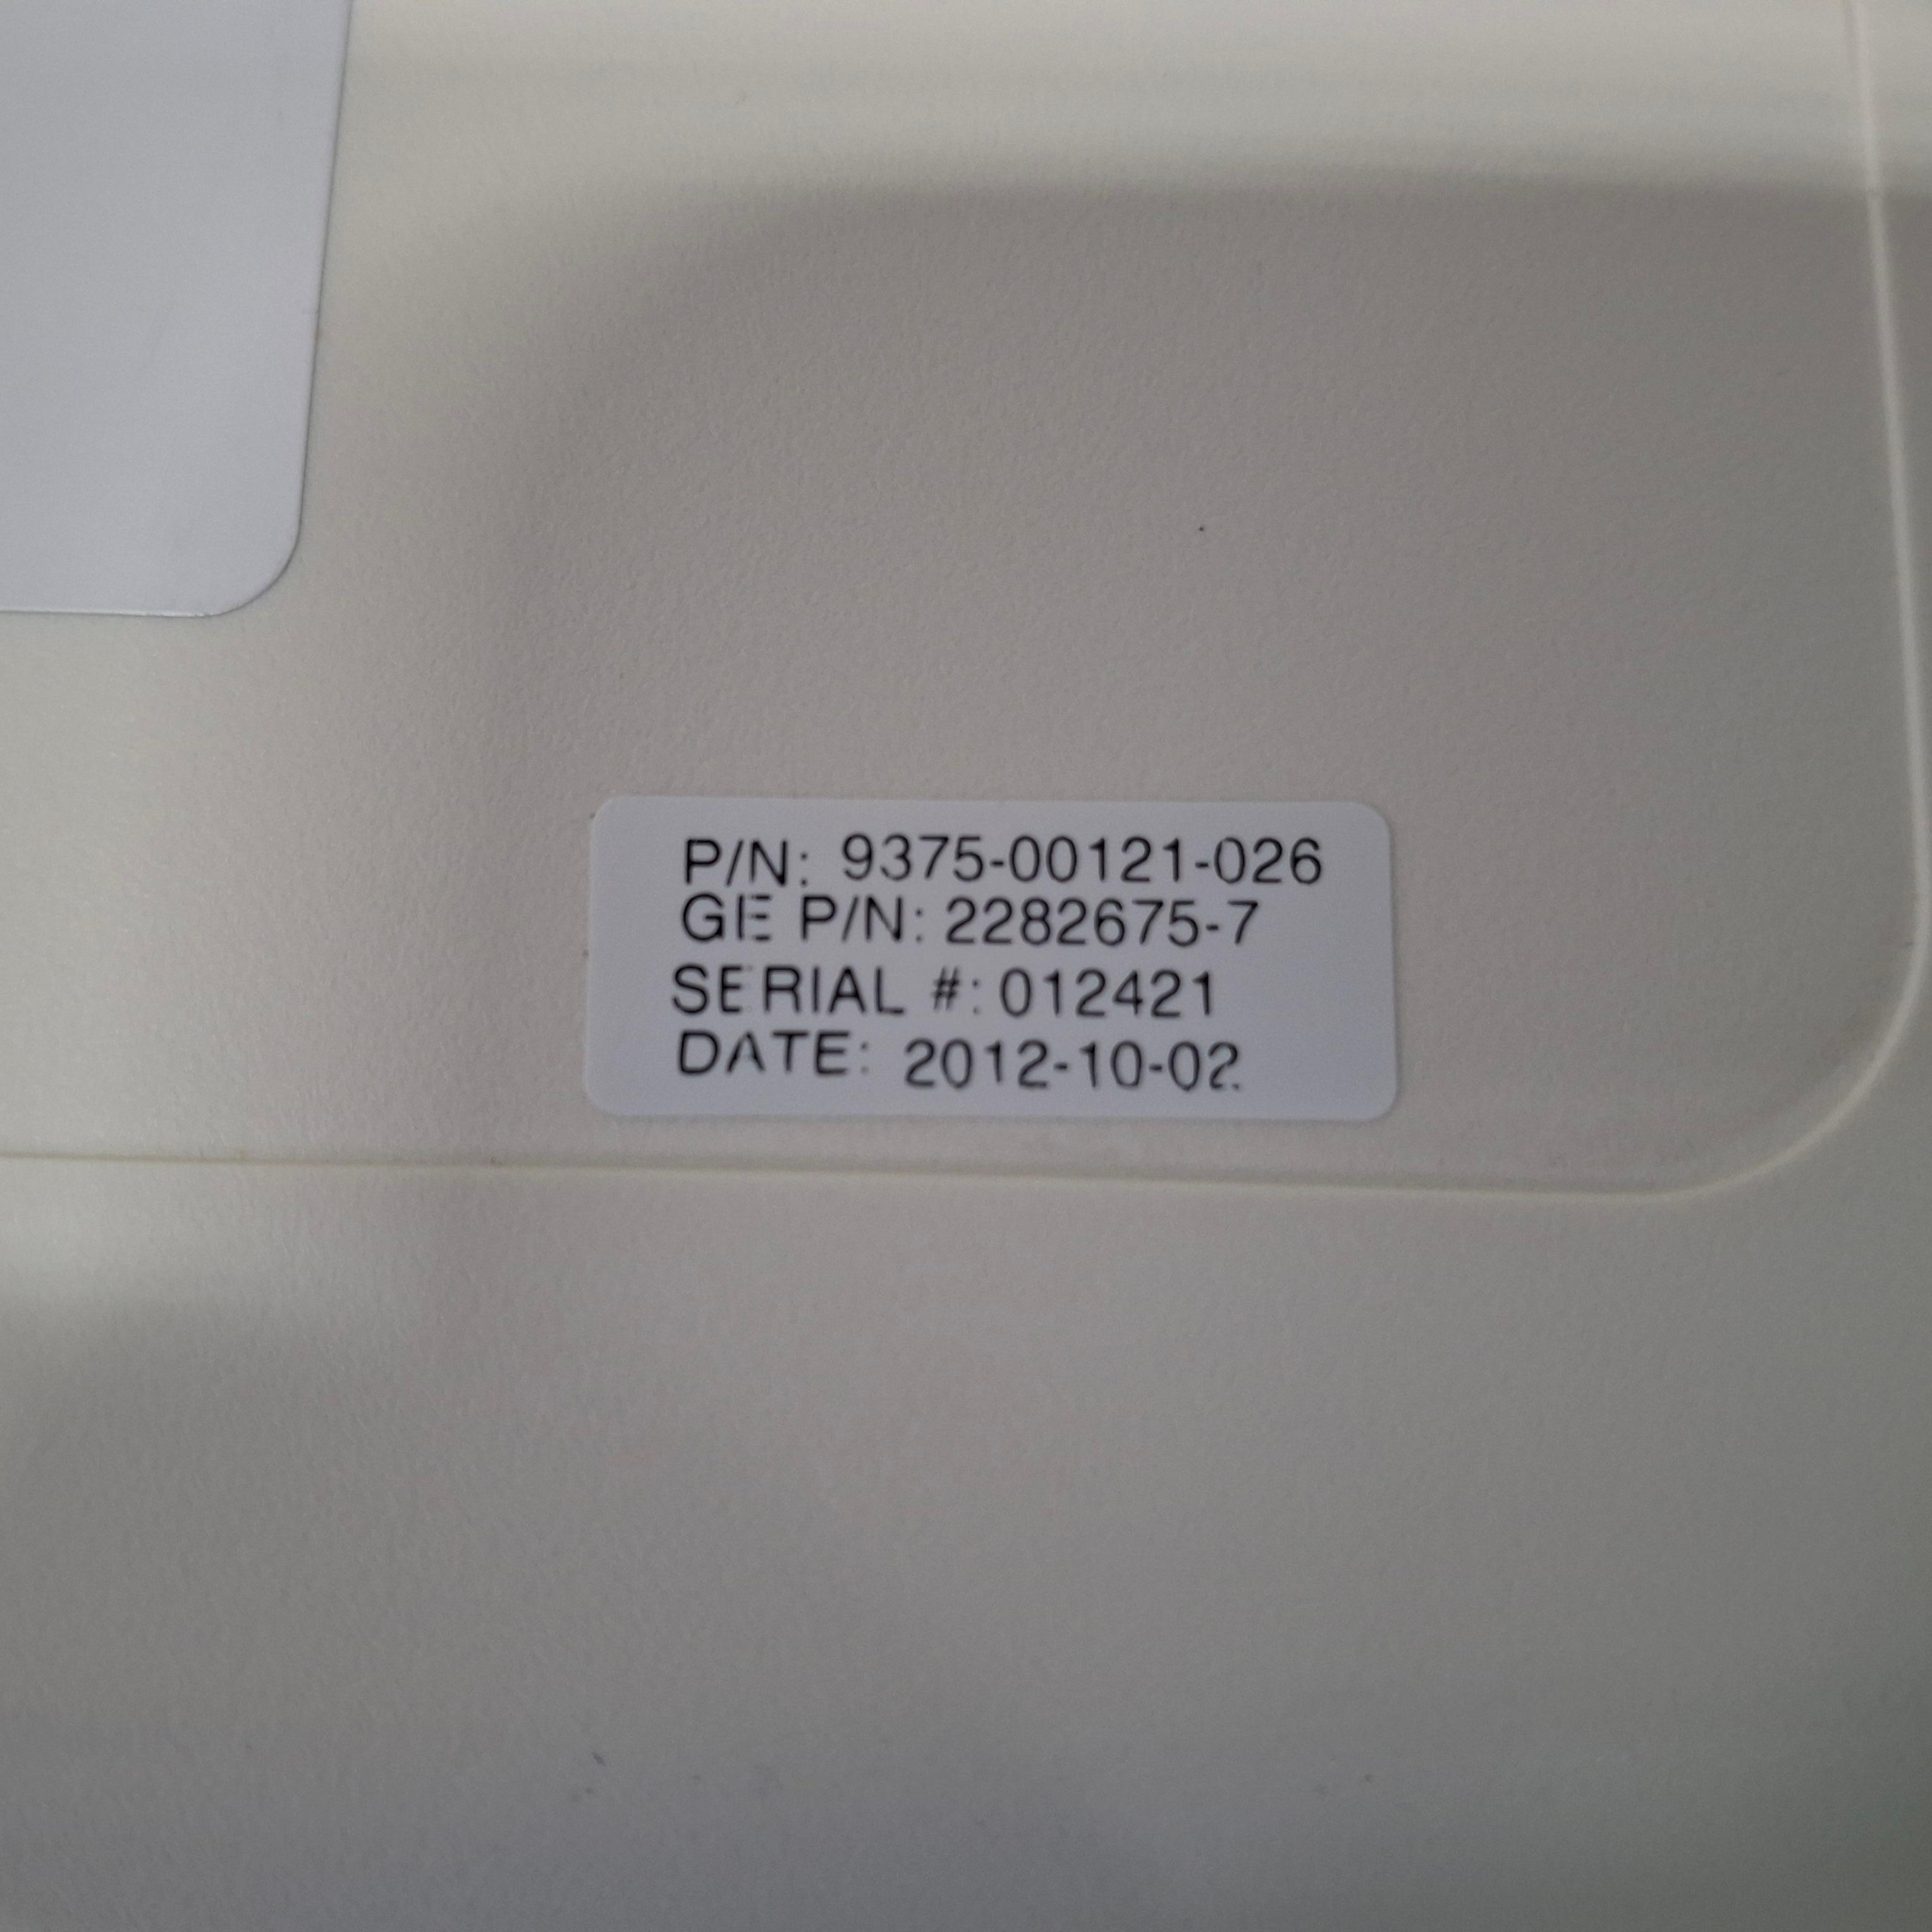 P/N: 9375-00121-026
GE P/N: 2282675-7
SERIAL #: 012421
DATE: 2012-10-02